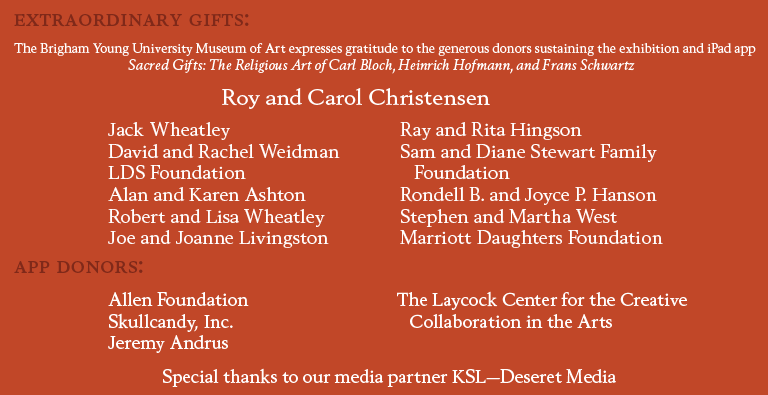 EXTRAORDINARY GIFTS:
The Brigham Young University Museum of Art expresses gratitude to the generous donors sustaining the exhibition and iPad app
Sacred Gifts: The Religious Art of Carl Bloch, Heinrich Hofmann, and Frans Schwartz
Roy and Carol Christensen
Jack Wheatley
David and Rachel Weidman
LDS Foundation
Alan and Karen Ashton
Robert and Lisa Wheatley
Joe and Joanne Livingston
Ray and Rita Hingson
Sam and Diane Stewart Family
Foundation
Rondell B. and Joyce P. Hanson
Stephen and Martha West
Marriott Daughters Foundation
APP DONORS:
Allen Foundation
Skullcandy, Inc.
Jeremy Andrus
The Laycock Center for the Creative
Collaboration in the Arts
Special thanks to our media partner KSL—Deseret Media